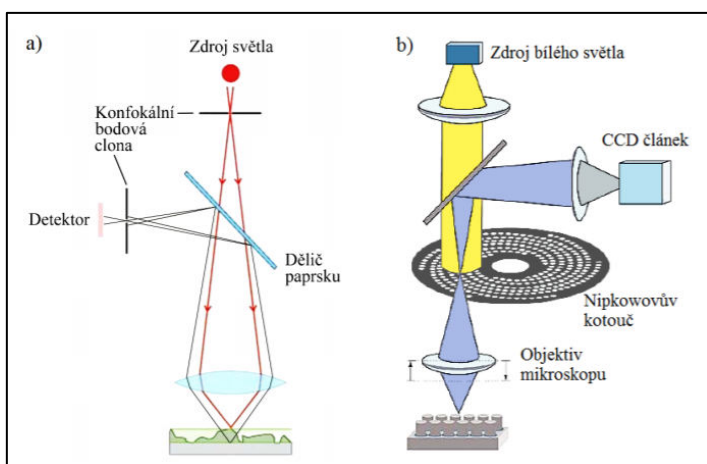 a)
Zdroj světla
Konfokální
bodová
clona
Detektor
Dělič
paprsku
b)
Zdroj bílého světla
CCD článek
Nipkowovův
kotouč
Objektiv
mikroskopu